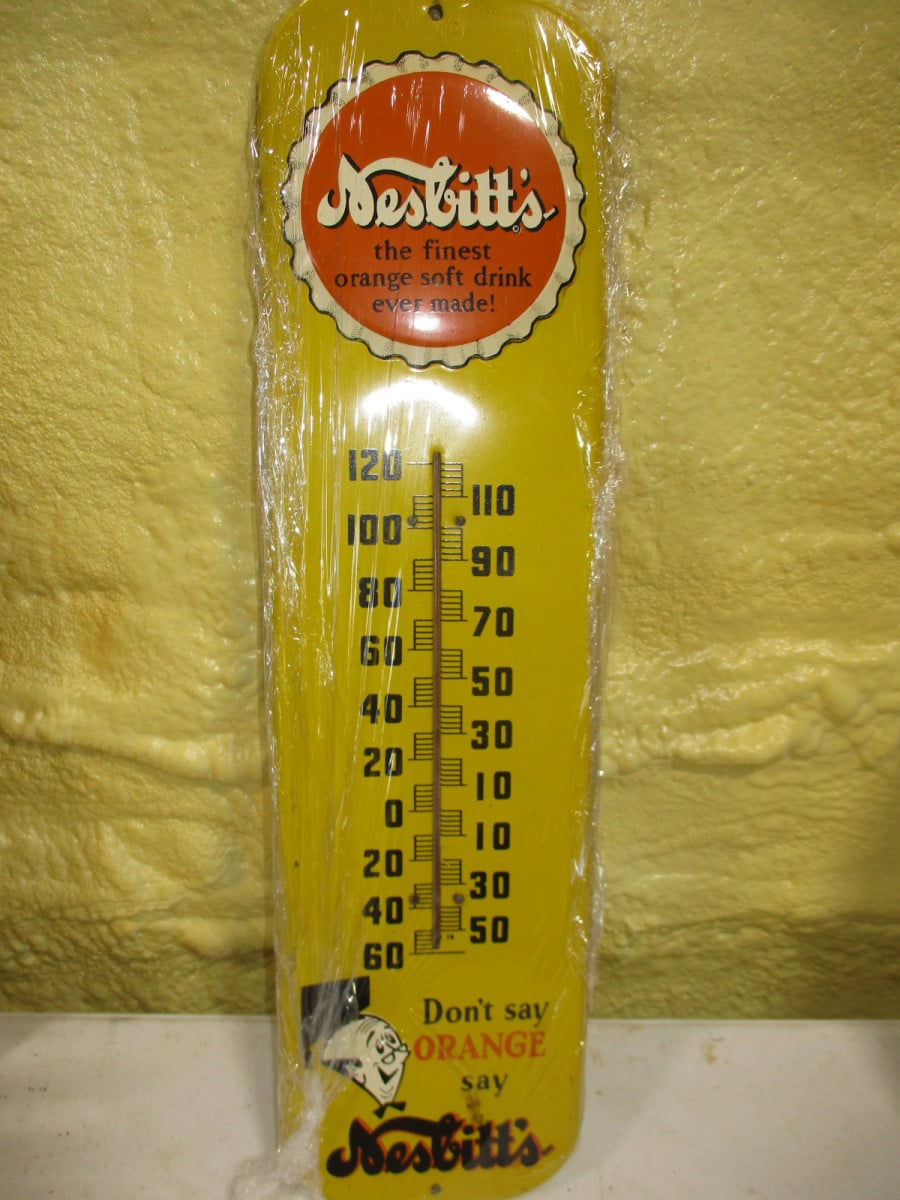 Nesbitt's
©
the finest
orange soft drink
ever made!
120
110
100
90
80
70
60
50
40
30
20
10
0
10
20
30
40
50
60
Don't say
ORANGE
say
Nesbitt's